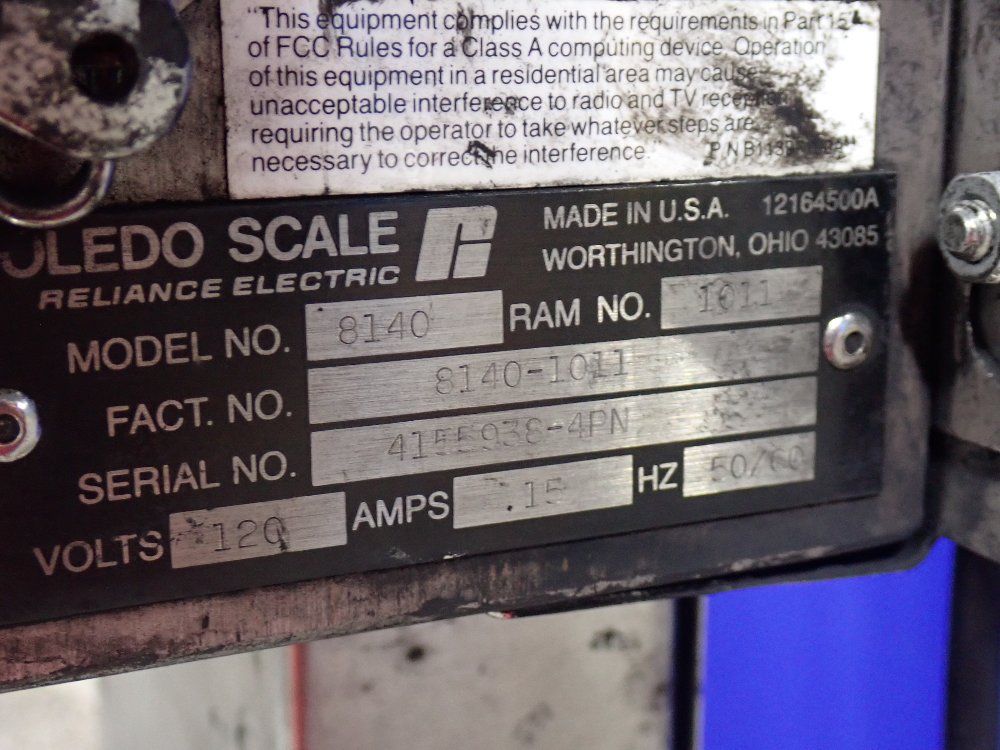 "This equipment complies with the requirements in Part 15
of FCC Rules for a Class A computing device. Operation
of this equipment in a residential area may cause
unacceptable interference to radio and TV reception
requiring the operator to take whatever steps are
necessary to correct the interference."
TOLEDO SCALE
RELIANCE ELECTRIC
MADE IN U.S.A. 12164500A
WORTHINGTON, OHIO 43085
MODEL NO. 8140 RAM NO. 1011
FACT. NO. 8140-1011
SERIAL NO. 4155938-4PN
VOLTS 120 AMPS .15 HZ 50/60